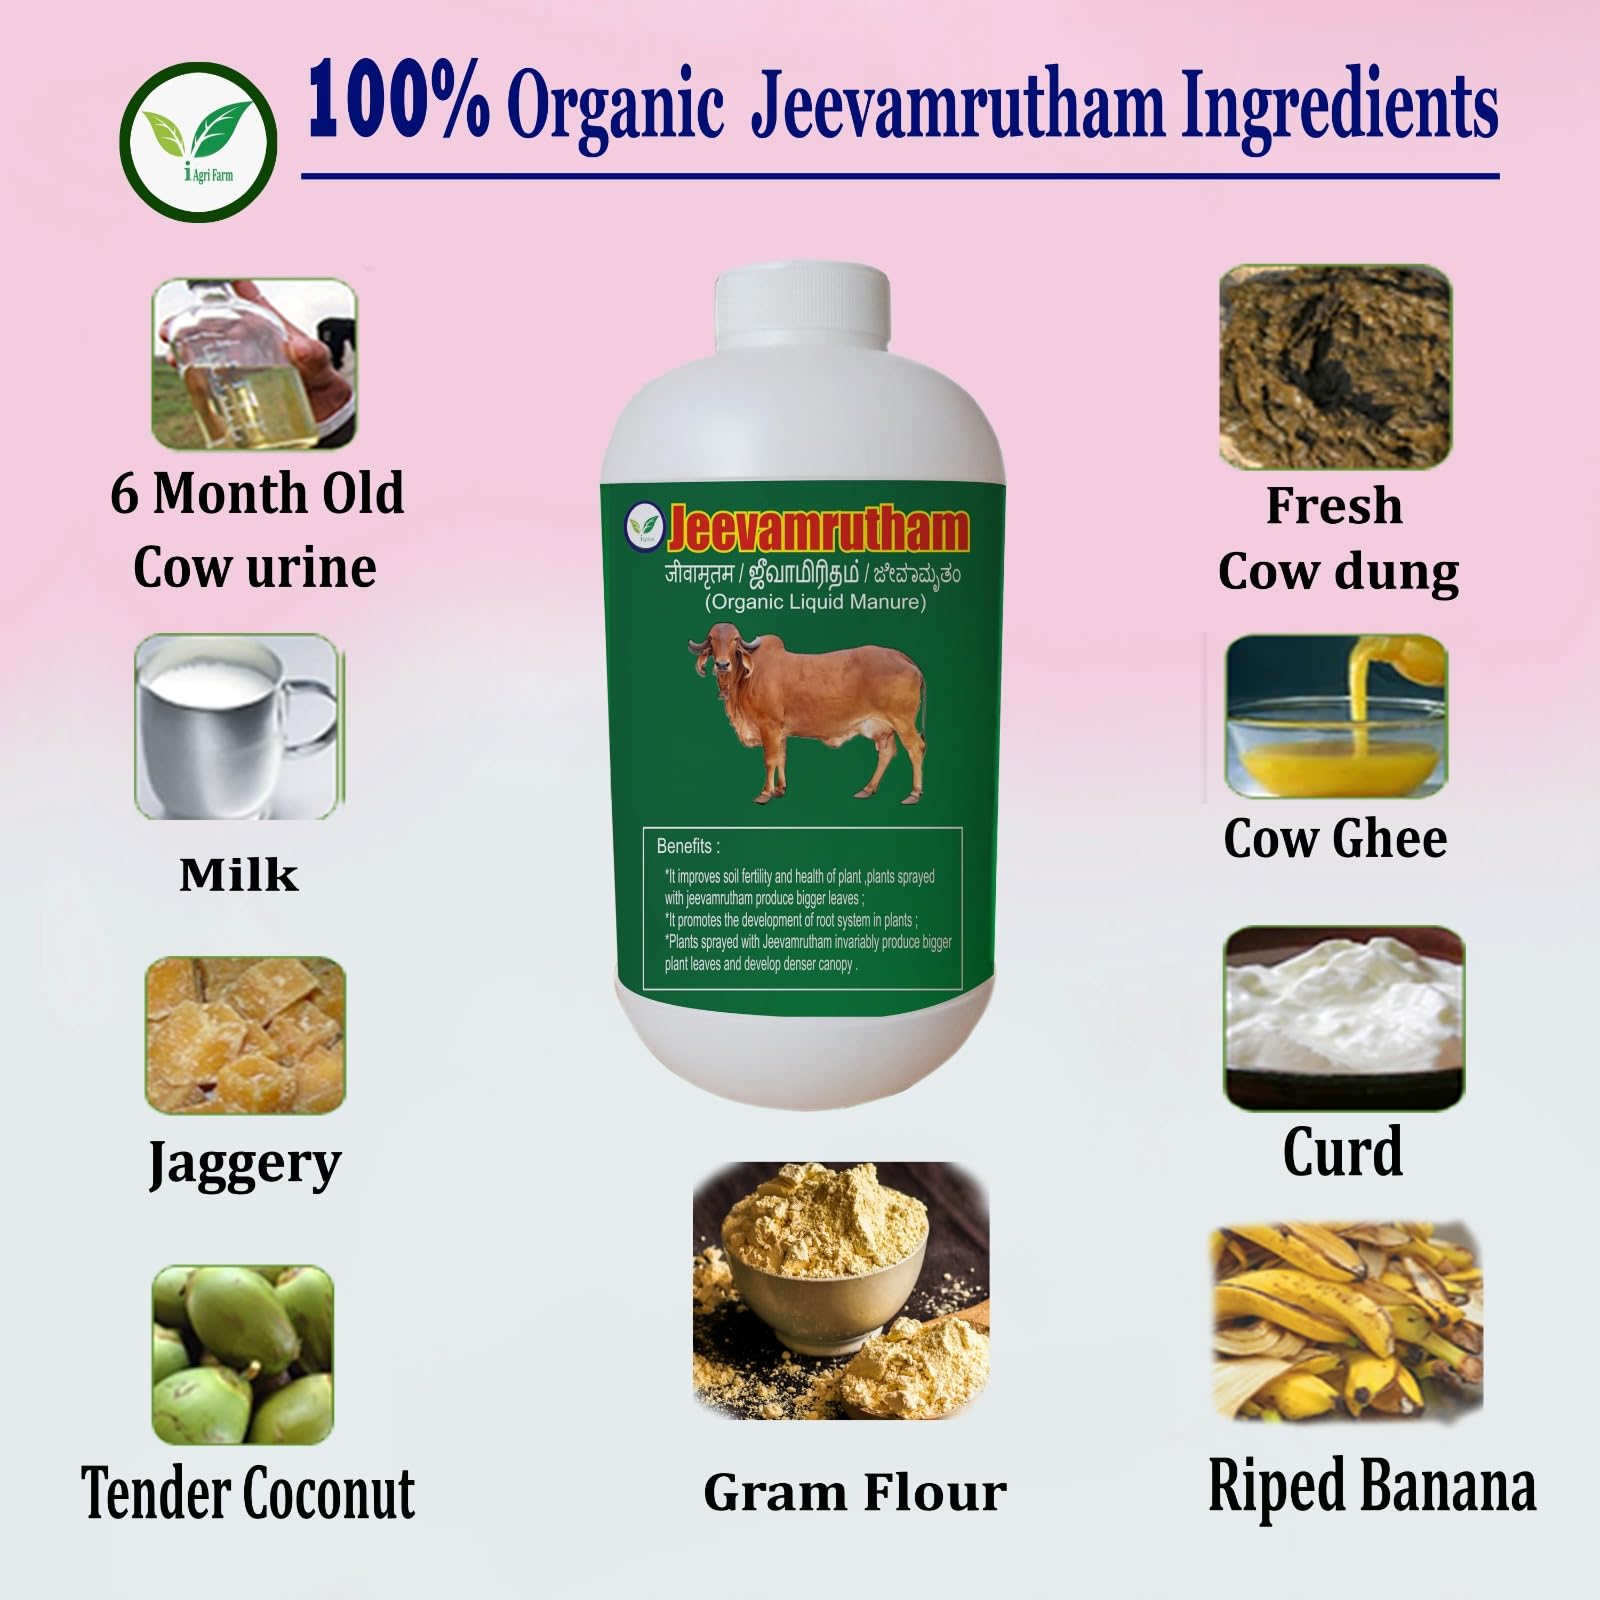 100% Organic Jeevamrutham Ingredients
i Agri Farm
6 Month Old
Cow urine
Fresh
Cow dung
Jeevamrutham
जीवामृतम / ஜீவாமிரிதம் / ಜೀವಾಮೃತಂ
(Organic Liquid Manure)
Milk
Cow Ghee
Benefits :
*It improves soil fertility and health of plant ,plants sprayed
with jeevamrutham produce bigger leaves ;
*It promotes the development of root system in plants ;
*Plants sprayed with Jeevamrutham invariably produce bigger
plant leaves and develop denser canopy .
Jaggery
Curd
Tender Coconut
Gram Flour
Riped Banana